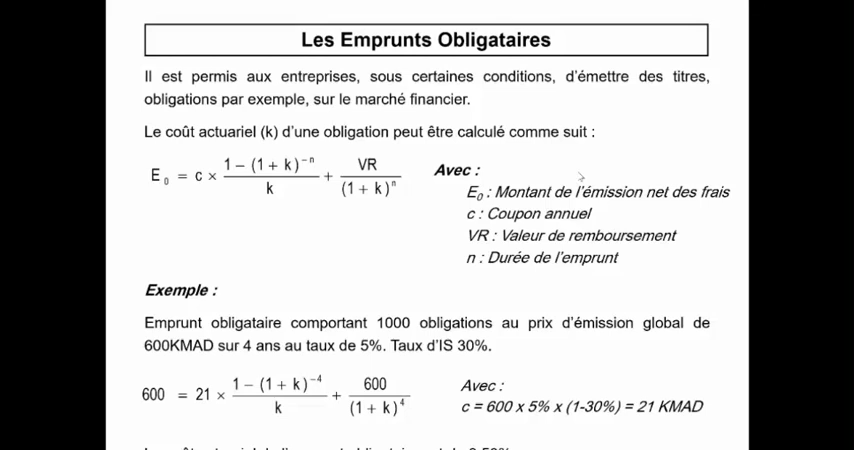 Les Emprunts Obligataires
Il est permis aux entreprises, sous certaines conditions, d'émettre des titres,
obligations par exemple, sur le marché financier.
Le coût actuariel (k) d'une obligation peut être calculé comme suit :
E₀ = c × (1 − (1 + k)⁻ⁿ) / k + VR / (1 + k)ⁿ
Avec :
E₀ : Montant de l'émission net des frais
c : Coupon annuel
VR : Valeur de remboursement
n : Durée de l'emprunt
Exemple :
Emprunt obligataire comportant 1000 obligations au prix d'émission global de
600KMAD sur 4 ans au taux de 5%. Taux d'IS 30%.
600 = 21 × (1 − (1 + k)⁻⁴) / k + 600 / (1 + k)⁴
Avec :
c = 600 x 5% x (1-30%) = 21 KMAD